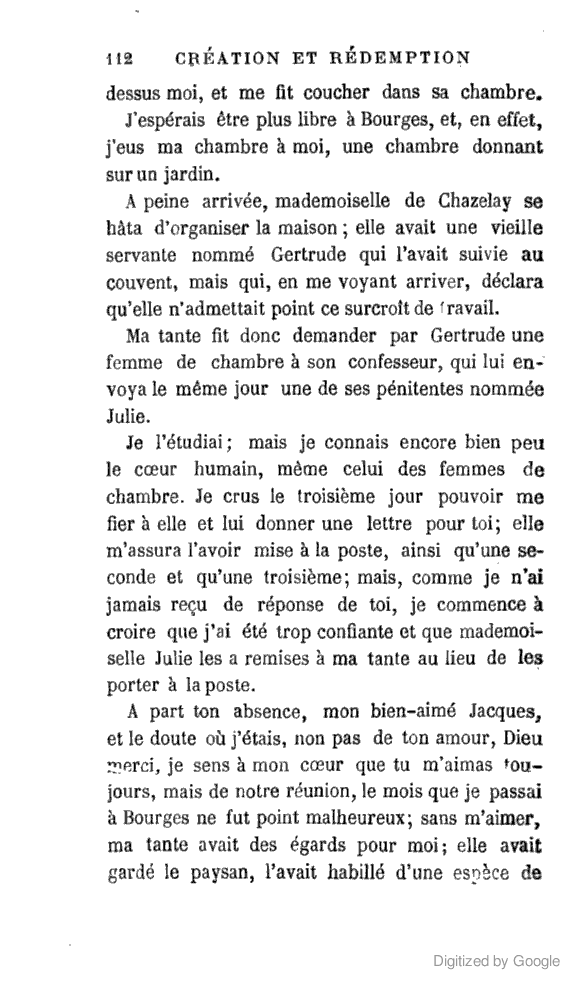 112 CRÉATION ET RÉDEMPTION
dessus moi, et me fit coucher dans sa chambre.
J'espérais être plus libre à Bourges, et, en effet,
j'eus ma chambre à moi, une chambre donnant
sur un jardin.
A peine arrivée, mademoiselle de Chazelay se
hâta d'organiser la maison ; elle avait une vieille
servante nommé Gertrude qui l'avait suivie au
couvent, mais qui, en me voyant arriver, déclara
qu'elle n'admettait point ce surcroît de travail.
Ma tante fit donc demander par Gertrude une
femme de chambre à son confesseur, qui lui en-
voya le même jour une de ses pénitentes nommée
Julie.
Je l'étudiai ; mais je connais encore bien peu
le cœur humain, même celui des femmes de
chambre. Je crus le troisième jour pouvoir me
fier à elle et lui donner une lettre pour toi ; elle
m'assura l'avoir mise à la poste, ainsi qu'une se-
conde et qu'une troisième ; mais, comme je n'ai
jamais reçu de réponse de toi, je commence à
croire que j'ai été trop confiante et que mademoi-
selle Julie les a remises à ma tante au lieu de les
porter à la poste.
A part ton absence, mon bien-aimé Jacques,
et le doute où j'étais, non pas de ton amour, Dieu
merci, je sens à mon cœur que tu m'aimas tou-
jours, mais de notre réunion, le mois que je passai
à Bourges ne fut point malheureux ; sans m'aimer,
ma tante avait des égards pour moi ; elle avait
gardé le paysan, l'avait habillé d'une espèce de
Digitized by Google